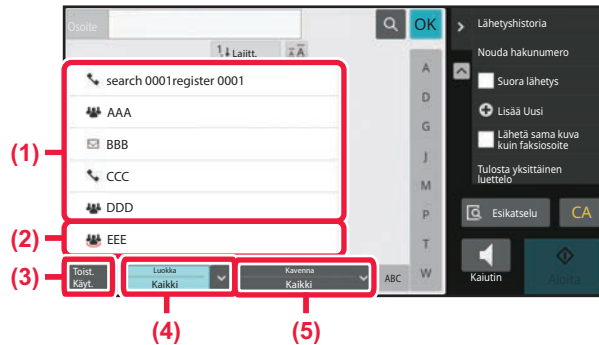 Osoite
OK
Lähetyshistoria
1 Lajitt.
A
Nouda hakunumero
search 0001register 0001
A
Suora lähetys
AAA
D
Lisää Uusi
BBB
G
Lähetä sama kuva
kuin faksiosoite
(1)
CCC
J
M
Tulosta yksittäinen
luettelo
DDD
P
Esikatselu
CA
(2)
EEE
T
(3)
Toist.
Käyt.
Luokka
Kaikki
Kavenna
Kaikki
ABC
W
Kaiutin
Aloita
(4)
(5)